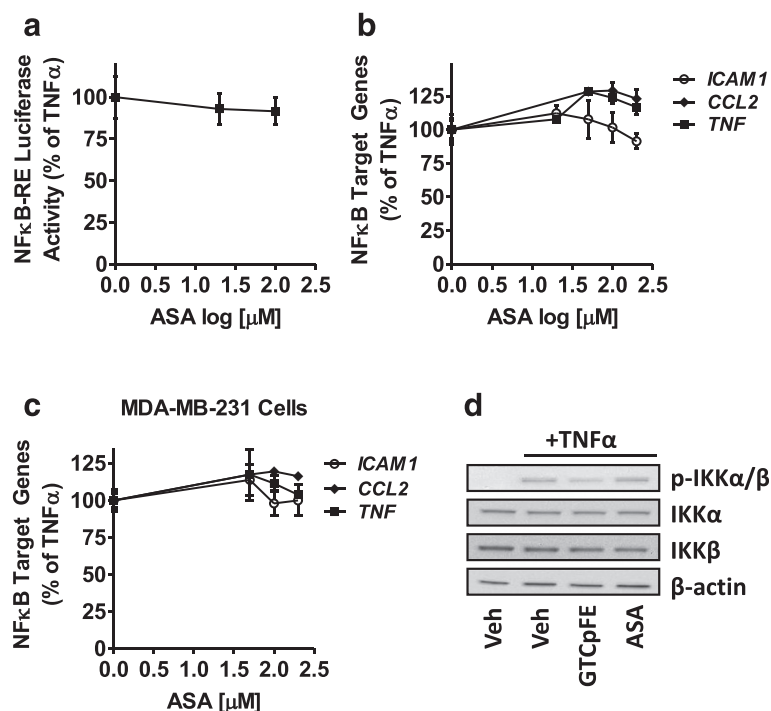 a
NFκB-RE Luciferase
Activity (% of TNFα)
100
75
50
25
0
0.0 0.5 1.0 1.5 2.0 2.5
ASA log [μM]
b
NFκB Target Genes
(% of TNFα)
125
100
75
50
25
0
0.0 0.5 1.0 1.5 2.0 2.5
ASA log [μM]
ICAM1
CCL2
TNF
c
MDA-MB-231 Cells
NFκB Target Genes
(% of TNFα)
125
100
75
50
25
0
0.0 0.5 1.0 1.5 2.0 2.5
ASA [μM]
ICAM1
CCL2
TNF
d
+TNFα
p-IKKα/β
IKKα
IKKβ
β-actin
Veh
Veh
GTCpFE
ASA